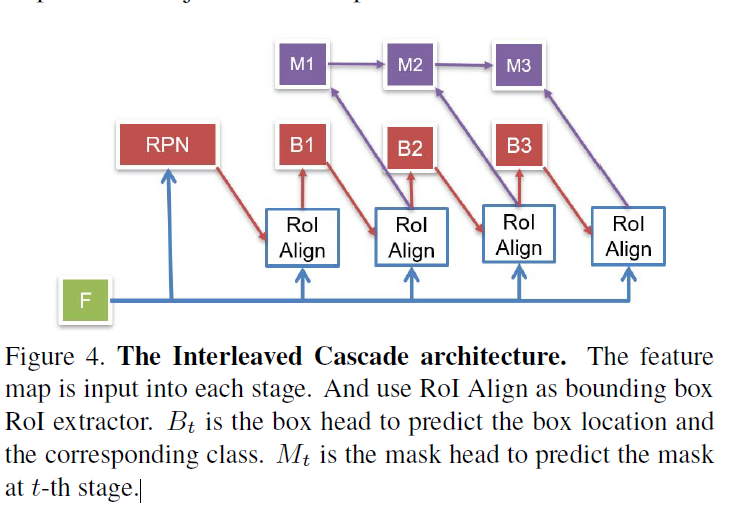 M1 M2 M3
RPN B1 B2 B3
RoI Align RoI Align RoI Align RoI Align
F
Figure 4. The Interleaved Cascade architecture. The feature
map is input into each stage. And use RoI Align as bounding box
RoI extractor. Bt is the box head to predict the box location and
the corresponding class. Mt is the mask head to predict the mask
at t-th stage.